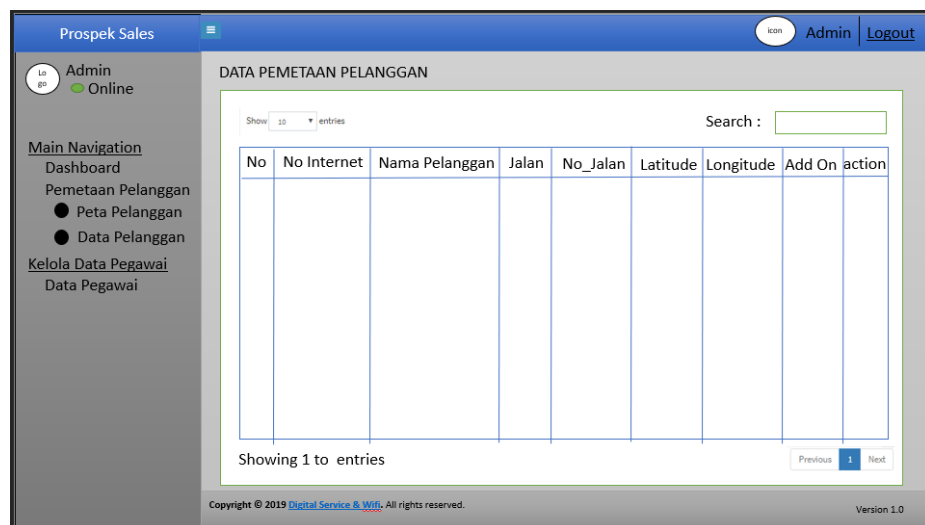 Prospek Sales
icon
Admin
Logout
Lo
go
Admin
Online
Main Navigation
Dashboard
Pemetaan Pelanggan
Peta Pelanggan
Data Pelanggan
Kelola Data Pegawai
Data Pegawai
DATA PEMETAAN PELANGGAN
Show 10 entries
Search :
No No Internet Nama Pelanggan Jalan No_Jalan Latitude Longitude Add On action
Showing 1 to entries
Previous 1 Next
Copyright © 2019 Digital Service & Wifi. All rights reserved.
Version 1.0